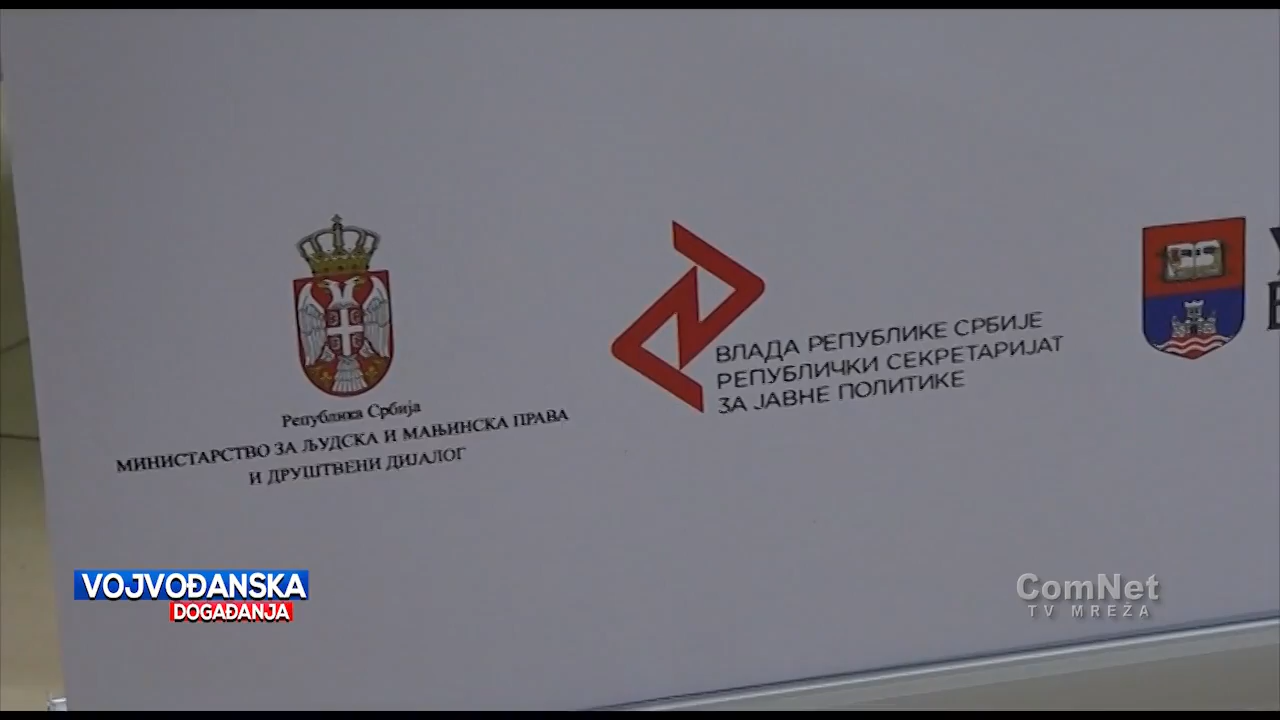 Република Србија
МИНИСТАРСТВО ЗА ЉУДСКА И МАЊИНСКА ПРАВА
И ДРУШТВЕНИ ДИЈАЛОГ
ВЛАДА РЕПУБЛИКЕ СРБИЈЕ
РЕПУБЛИЧКИ СЕКРЕТАРИЈАТ
ЗА ЈАВНЕ ПОЛИТИКЕ
VOJVOĐANSKA
DOGAĐANJA
ComNet
TV MREŽA